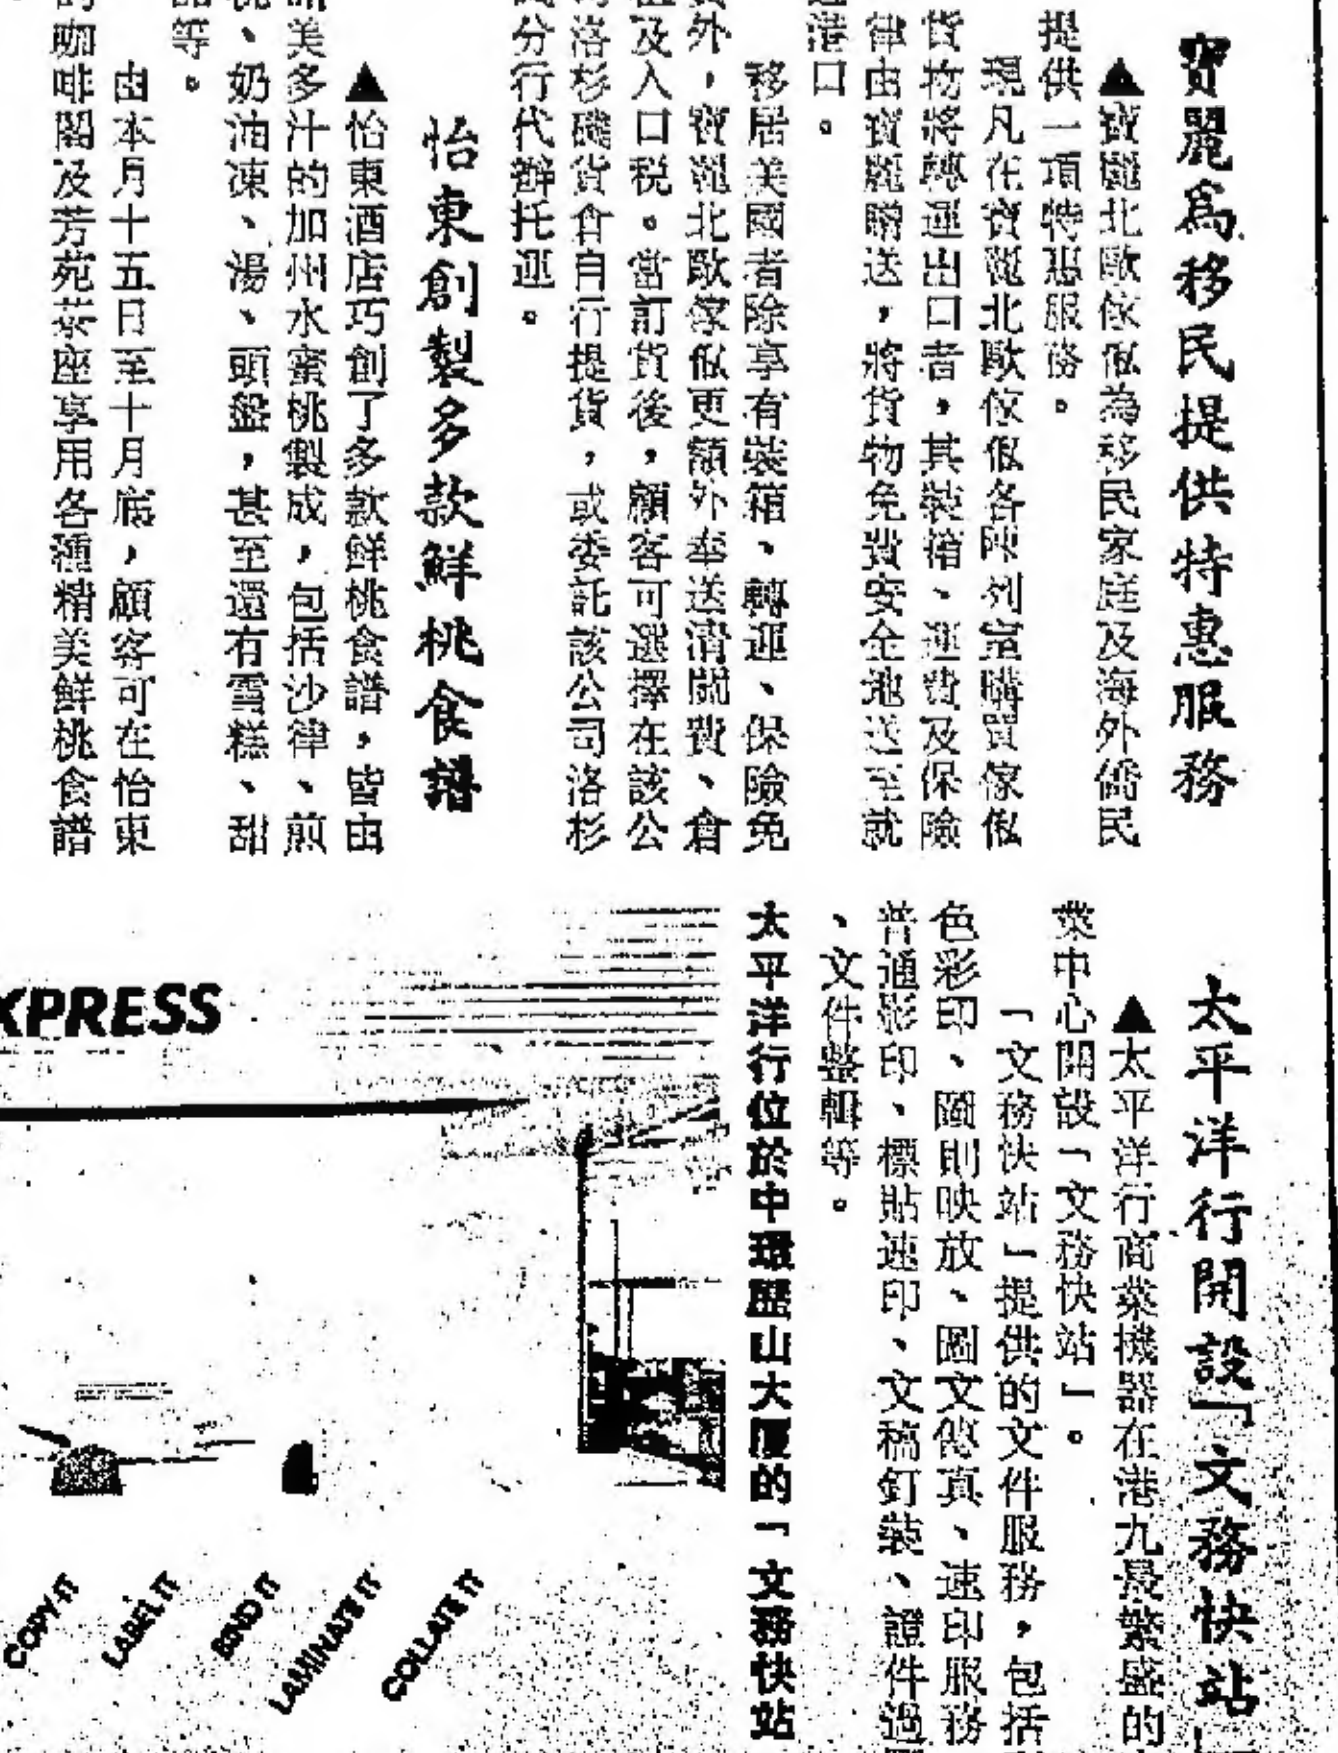 寶麗為移民提供特惠服務
▲寶麗北歐傢俬為移民家庭及海外僑民
提供一項特惠服務。
現凡在寶麗北歐傢俬各陳列室購買傢俬
貨物將轉運出口者，其裝箱、運費及保險
律由寶麗贈送，將貨物免費安全地送至就
港口。
移居美國者除享有裝箱、轉運、保險免
外，寶麗北歐傢俬更額外奉送清關費、倉
及入口税。當訂貨後，顧客可選擇在該公
洛杉磯貨倉自行提貨，或委託該公司洛杉
分行代辦托運。
怡東創製多款鮮桃食譜
▲怡東酒店巧創了多款鮮桃食譜，皆由
美多汁的加州水蜜桃製成，包括沙律、煎
、奶油凍、湯、頭盤，甚至還有雪糕、甜
等。
由本月十五日至十月底，顧客可在怡東
咖啡閣及芳苑茶座享用各種精美鮮桃食譜
太平洋行開設「文務快站」
▲太平洋行商業機器在港九最繁盛的
業中心開設「文務快站」。
「文務快站」提供的文件服務，包括
色彩印、圖則映放、圖文傳真、速印服務
普通影印、標貼速印、文稿釘裝、證件過
、文件整輯等。
太平洋行位於中環歷山大廈的「文務快站
XPRESS
COPY IT
LABEL IT
BIND IT
LAMINATE IT
COLLATE IT